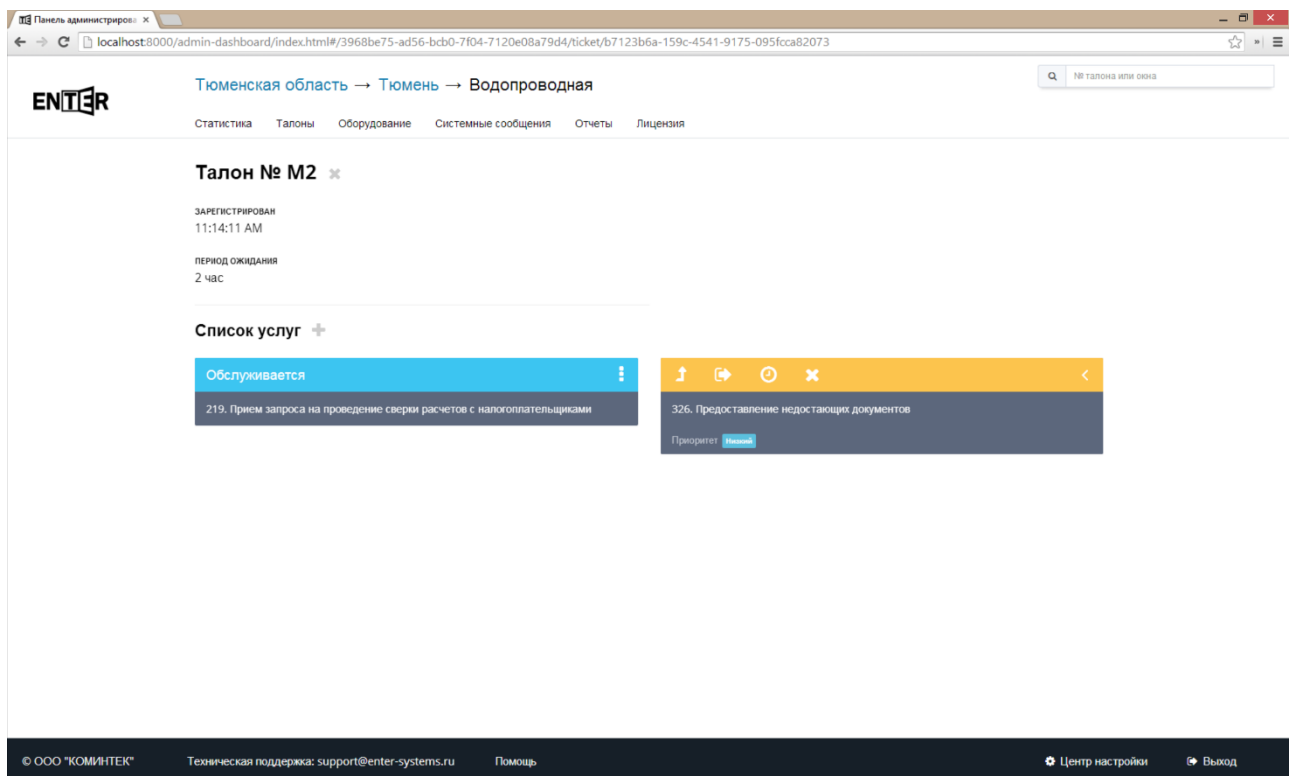 Панель администрирова
localhost:8000/admin-dashboard/index.html#/3968be75-ad56-bcb0-7f04-7120e08a79d4/ticket/b7123b6a-159c-4541-9175-095fcca82073
ENTER
Тюменская область → Тюмень → Водопроводная
№ талона или окна
Статистика Талоны Оборудование Системные сообщения Отчеты Лицензия
Талон № М2
ЗАРЕГИСТРИРОВАН
11:14:11 AM
ПЕРИОД ОЖИДАНИЯ
2 час
Список услуг
Обслуживается
219. Прием запроса на проведение сверки расчетов с налогоплательщиками
326. Предоставление недостающих документов
Приоритет Низкий
© ООО "КОМИНТЕК" Техническая поддержка: support@enter-systems.ru Помощь Центр настройки Выход